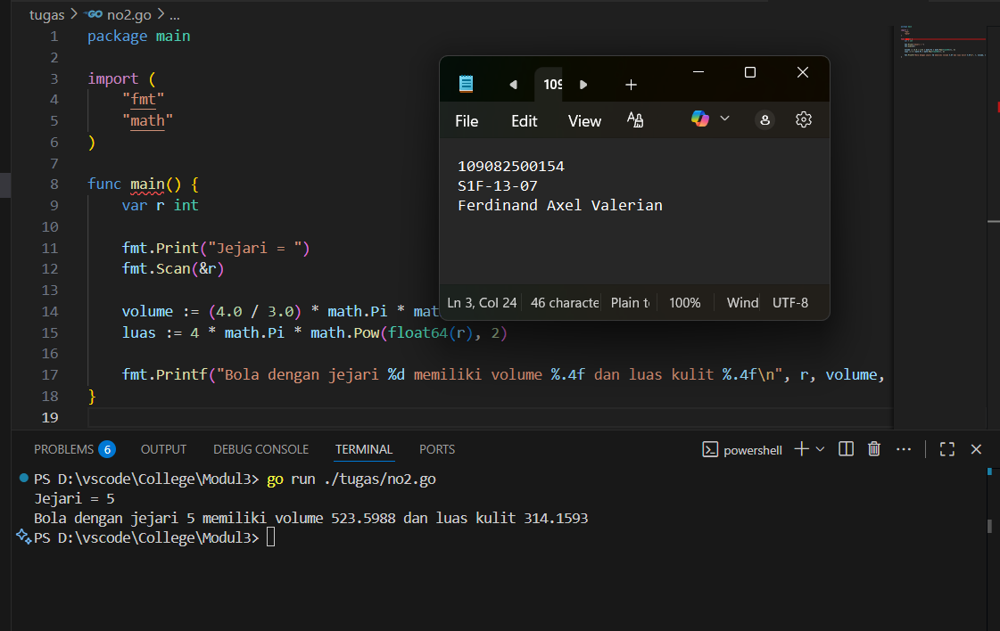 tugas > GO no2.go > ...
1 package main
2
3 import (
4 "fmt"
5 "math"
6 )
7
8 func main() {
9 var r int
10
11 fmt.Print("Jejari = ")
12 fmt.Scan(&r)
13
14 volume := (4.0 / 3.0) * math.Pi * mat
15 luas := 4 * math.Pi * math.Pow(float64(r), 2)
16
17 fmt.Printf("Bola dengan jejari %d memiliki volume %.4f dan luas kulit %.4f\n", r, volume,
18 }
19
109
File Edit View
109082500154
S1F-13-07
Ferdinand Axel Valerian
Ln 3, Col 24 46 characte Plain t 100% Wind UTF-8
PROBLEMS 6 OUTPUT DEBUG CONSOLE TERMINAL PORTS powershell
PS D:\vscode\College\Modul3> go run ./tugas/no2.go
Jejari = 5
Bola dengan jejari 5 memiliki volume 523.5988 dan luas kulit 314.1593
PS D:\vscode\College\Modul3>